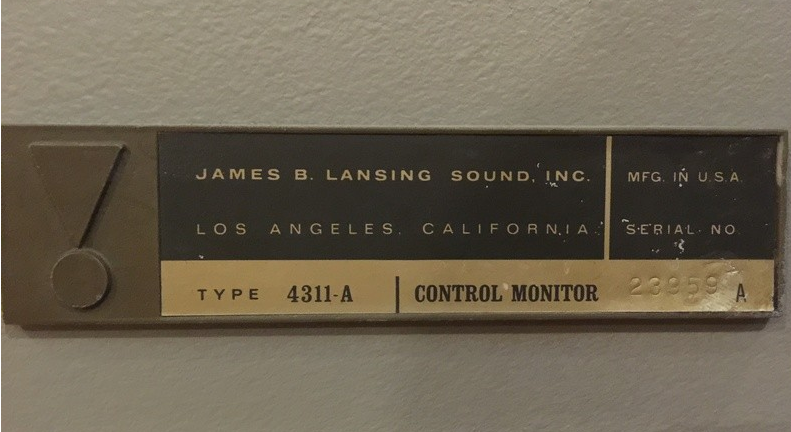 JAMES B. LANSING SOUND, INC.
LOS ANGELES, CALIFORNIA
MFG. IN U.S.A.
SERIAL NO
TYPE 4311-A
CONTROL MONITOR
A